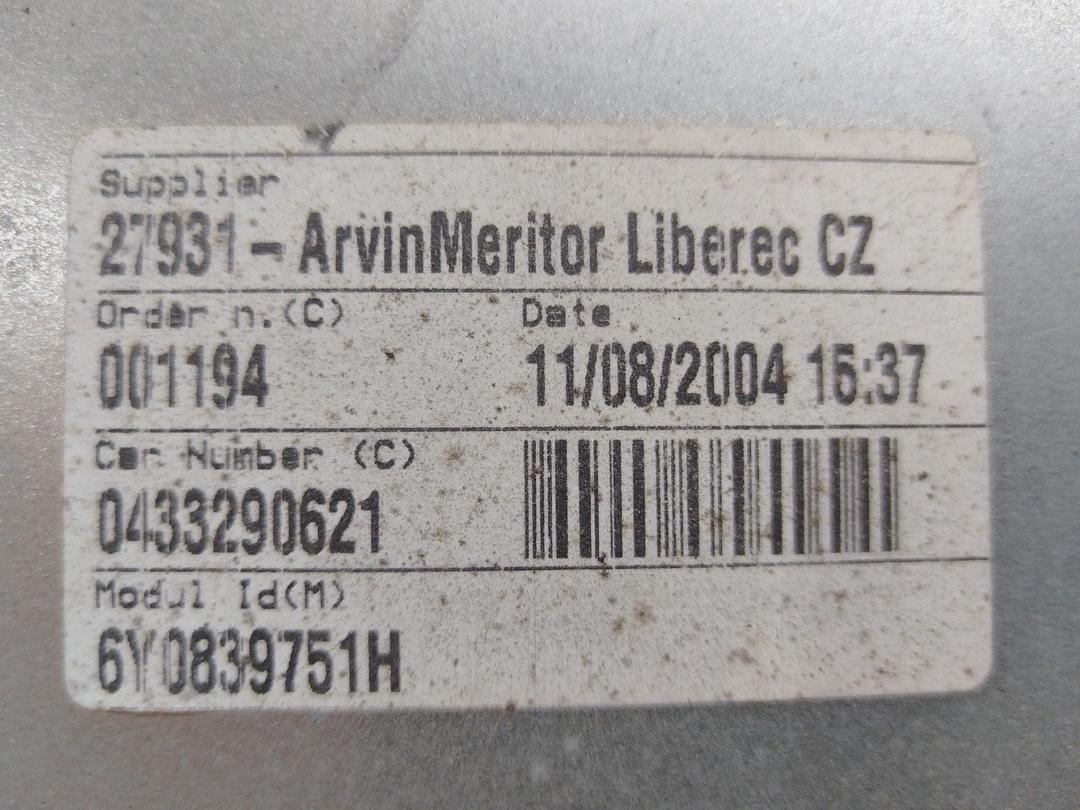 Supplier
27931 - ArvinMeritor Liberec CZ
Order n.(C) Date
001194 11/08/2004 15:37
Car Number (C)
0433290621
Modul Id(M)
6Y0839751H